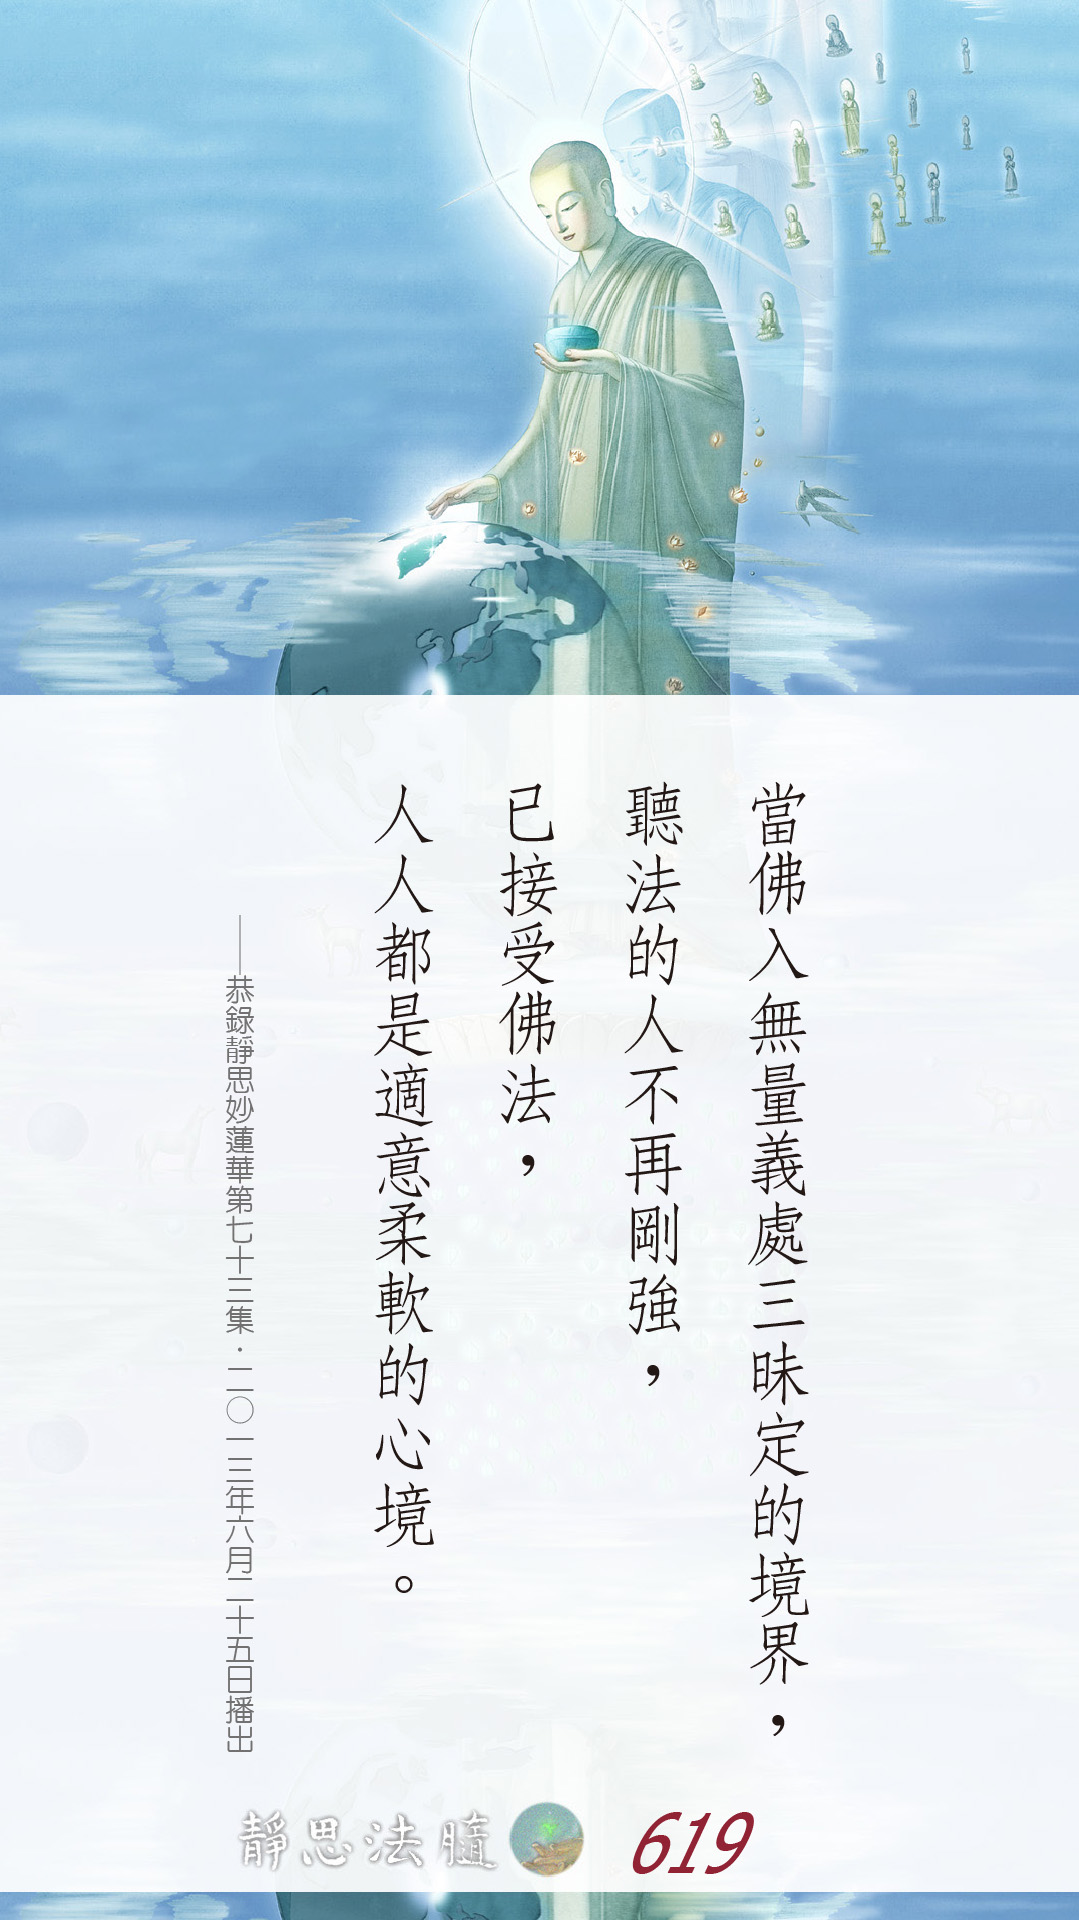 當佛入無量義處三昧定的境界，
聽法的人不再剛強，
已接受佛法，
人人都是適意柔軟的心境。
——恭錄靜思妙蓮華第七十三集·二〇一三年六月二十五日播出
靜思法髓
619